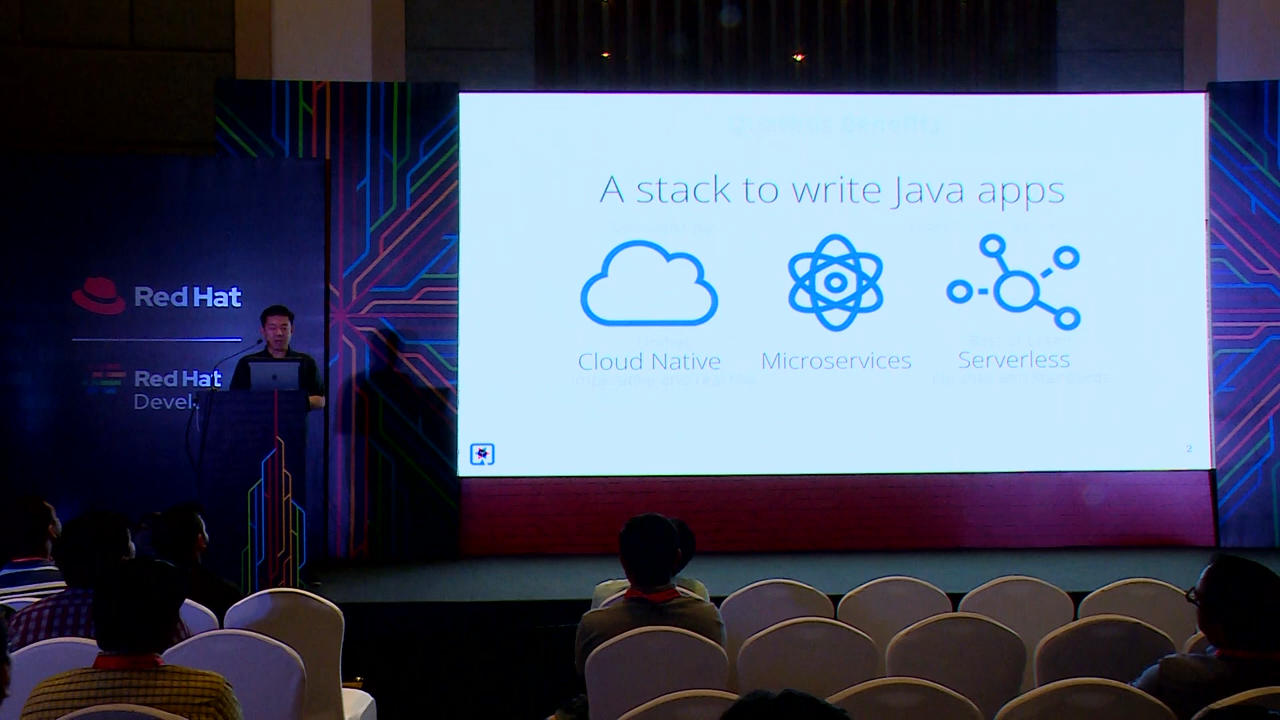 Red Hat
Red Hat
Devel
A stack to write Java apps
Cloud Native
Microservices
Serverless
2